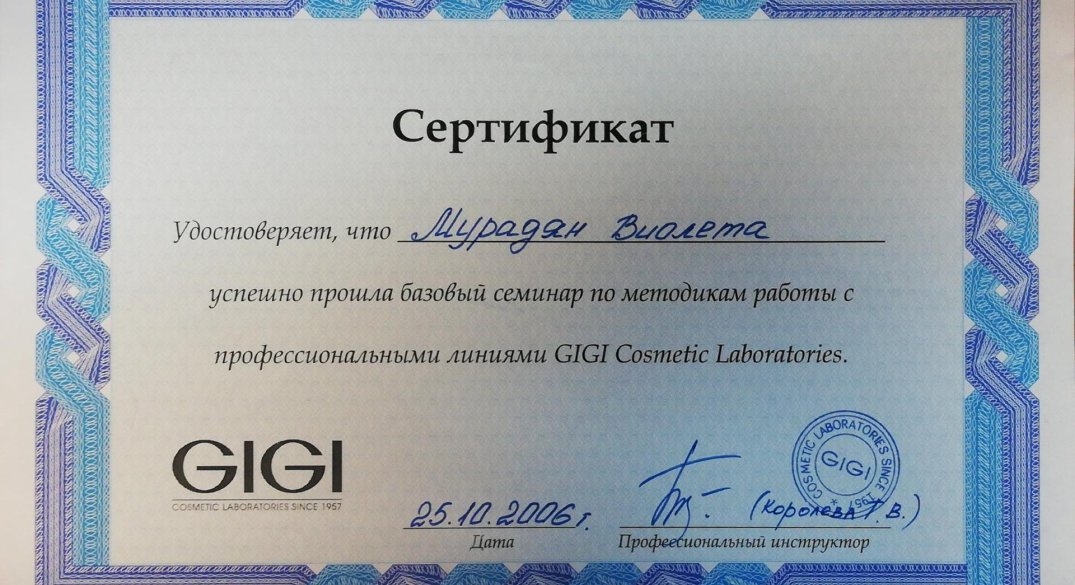 Сертификат
Удостоверяет, что Мурадян Виолета
успешно прошла базовый семинар по методикам работы с
профессиональными линиями GIGI Cosmetic Laboratories.
GIGI
COSMETIC LABORATORIES SINCE 1957
COSMETIC LABORATORIES SINCE 1957 *
GIGI
25.10.2006г. (Королева Г.В.)
Дата Профессиональный инструктор